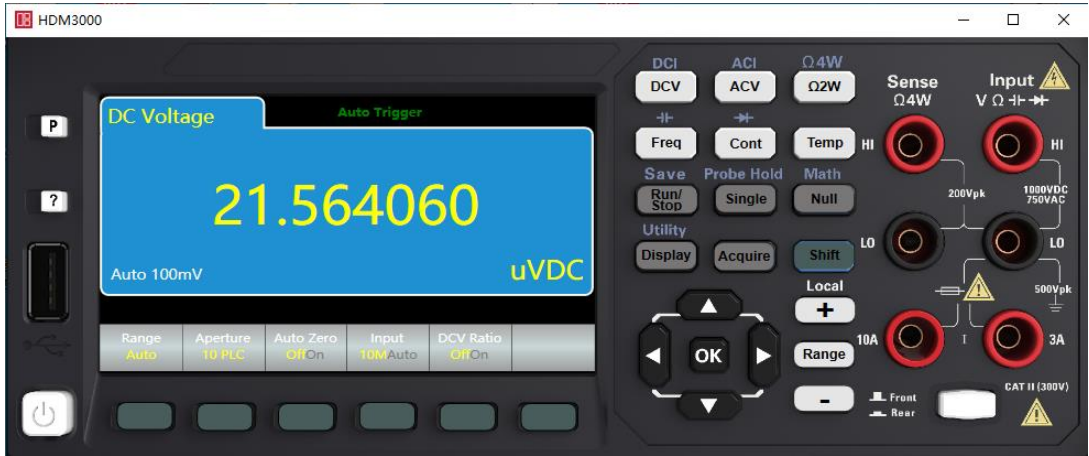 HDM3000
DC Voltage
Auto Trigger
21.564060
Auto 100mV
uVDC
Range Aperture Auto Zero Input DCV Ratio
Auto 10 PLC OffOn 10MAuto OffOn
P
?
DCI ACI Ω4W
DCV ACV Ω2W
Freq Cont Temp
Save Probe Hold Math
Run/
Stop
Single Null
Utility
Display Acquire Shift
Local
+
OK
Range
-
Sense
Ω4W
Input
V Ω
HI HI
200Vpk
1000VDC
750VAC
LO LO
500Vpk
10A I 3A
CAT II (300V)
Front
Rear